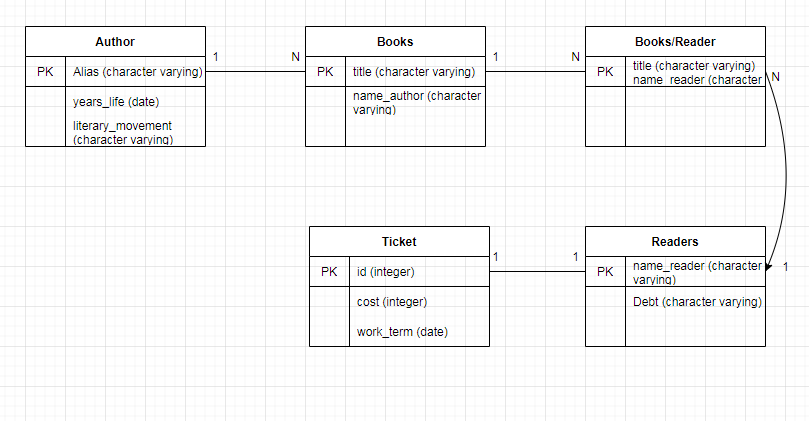 Author
PK Alias (character varying)
years_life (date)
literary_movement
(character varying)
1 N
Books
PK title (character varying)
name_author (character
varying)
1 N
Books/Reader
PK title (character varying)
name_reader (character
N
Ticket
PK id (integer)
cost (integer)
work_term (date)
1 1
Readers
PK name_reader (character
varying)
Debt (character varying)
1